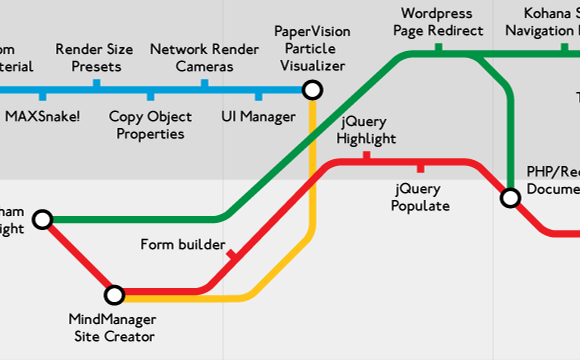 Wordpress
Page Redirect
Kohana S
Navigation
PaperVision
Particle
Visualizer
om
terial
Render Size
Presets
Network Render
Cameras
MAXSnake!
Copy Object
Properties
UI Manager
jQuery
Highlight
jQuery
Populate
PHP/Rec
Docume
ham
ight
Form builder
MindManager
Site Creator